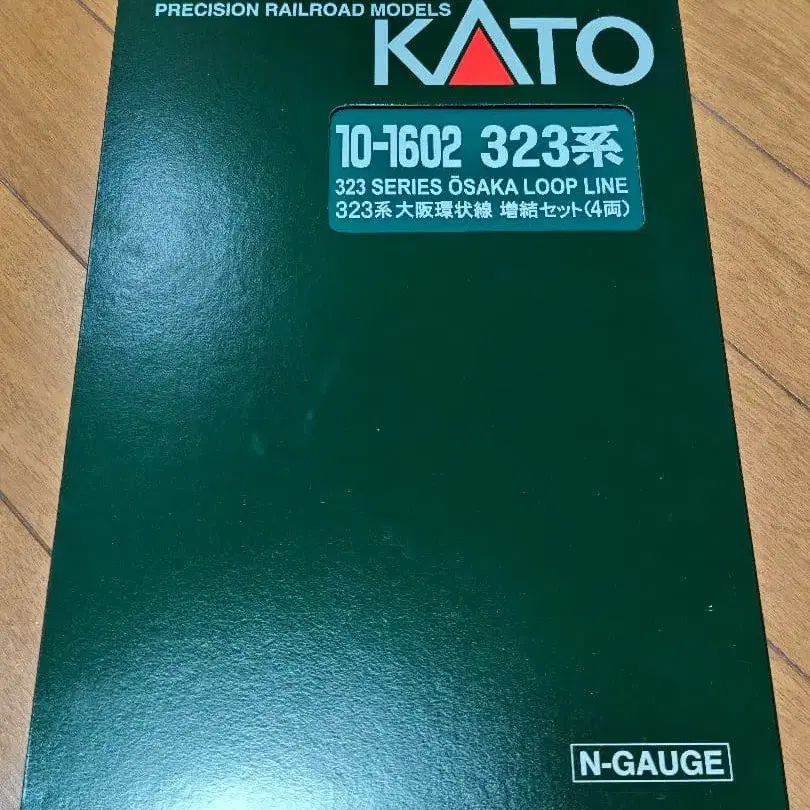 PRECISION RAILROAD MODELS
KATO
10-1602 323系
323 SERIES ŌSAKA LOOP LINE
323系 大阪環状線 増結セット(4両)
N-GAUGE